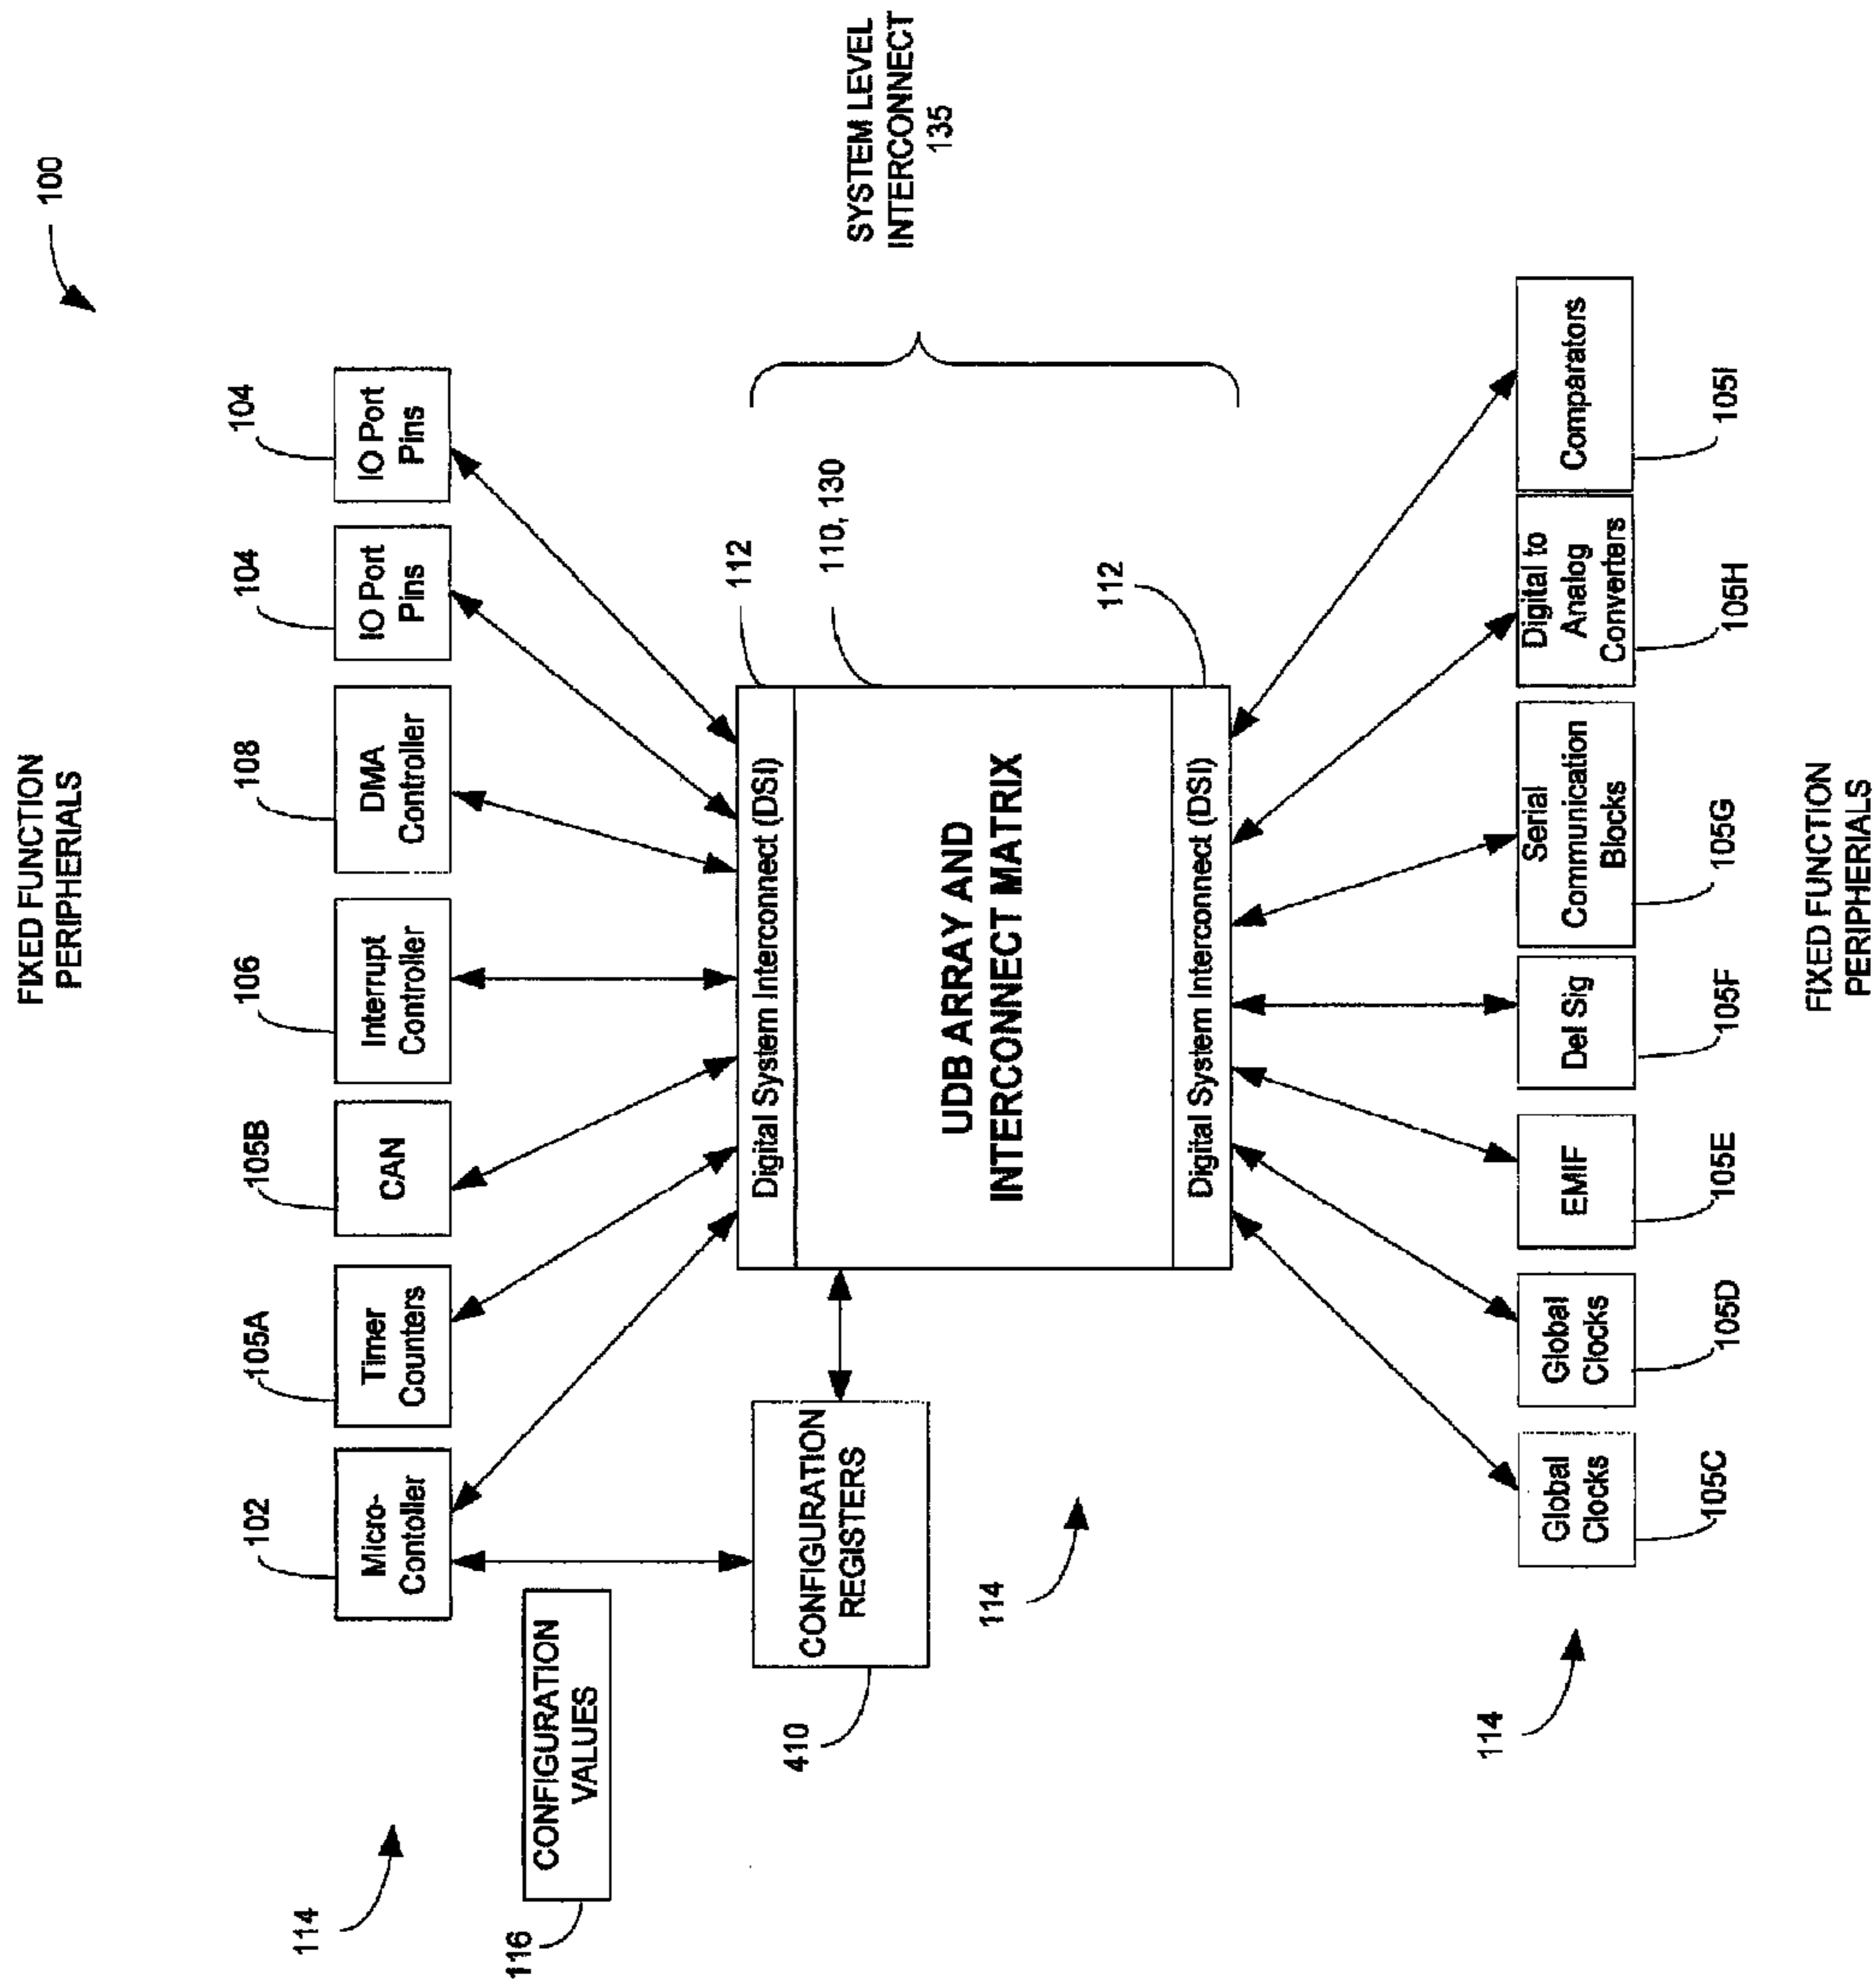 100
FIXED FUNCTION
PERIPHERIALS
102
105A
105B
106
108
104
104
Micro-
Contoller
Timer
Counters
CAN
Interrupt
Controller
DMA
Controller
IO Port
Pins
IO Port
Pins
114
116
CONFIGURATION
VALUES
410
CONFIGURATION
REGISTERS
112
Digital System Interconnect (DSI)
110, 130
UDB ARRAY AND
INTERCONNECT MATRIX
Digital System Interconnect (DSI)
112
SYSTEM LEVEL
INTERCONNECT
135
114
114
Global
Clocks
Global
Clocks
EMIF
Del Sig
Serial
Communication
Blocks
Digital to
Analog
Converters
Comparators
105C
105D
105E
105F
105G
105H
105I
FIXED FUNCTION
PERIPHERIALS